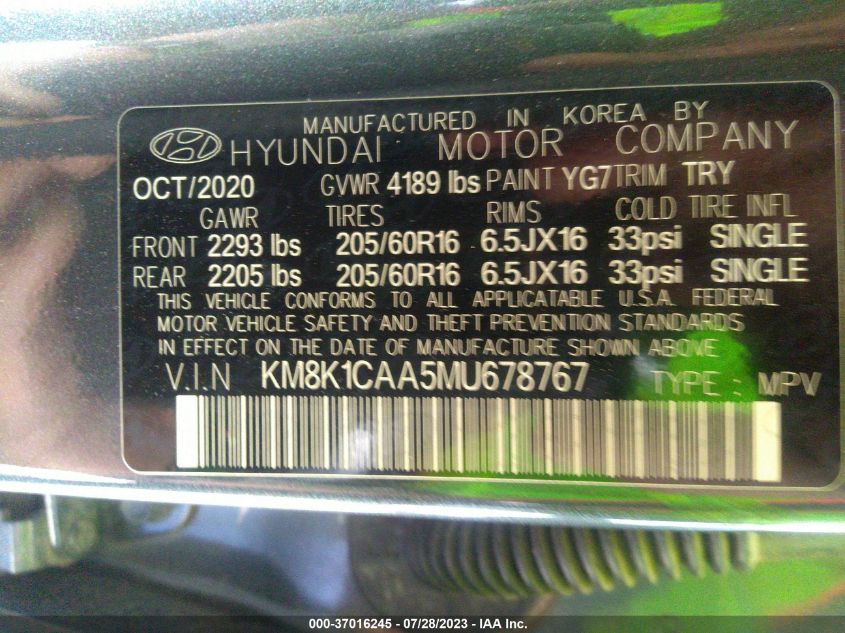 MANUFACTURED IN KOREA BY
HYUNDAI MOTOR COMPANY
OCT/2020 GVWR 4189 lbs PAINT YG7 TRIM TRY
GAWR TIRES RIMS COLD TIRE INFL
FRONT 2293 lbs 205/60R16 6.5JX16 33psi SINGLE
REAR 2205 lbs 205/60R16 6.5JX16 33psi SINGLE
THIS VEHICLE CONFORMS TO ALL APPLICATABLE U.S.A. FEDERAL
MOTOR VEHICLE SAFETY AND THEFT PREVENTION STANDARDS
IN EFFECT ON THE DATE OF MANUFACTURE SHOWN ABOVE
V.I.N KM8K1CAA5MU678767 TYPE : MPV
000-37016245 - 07/28/2023 - IAA Inc.